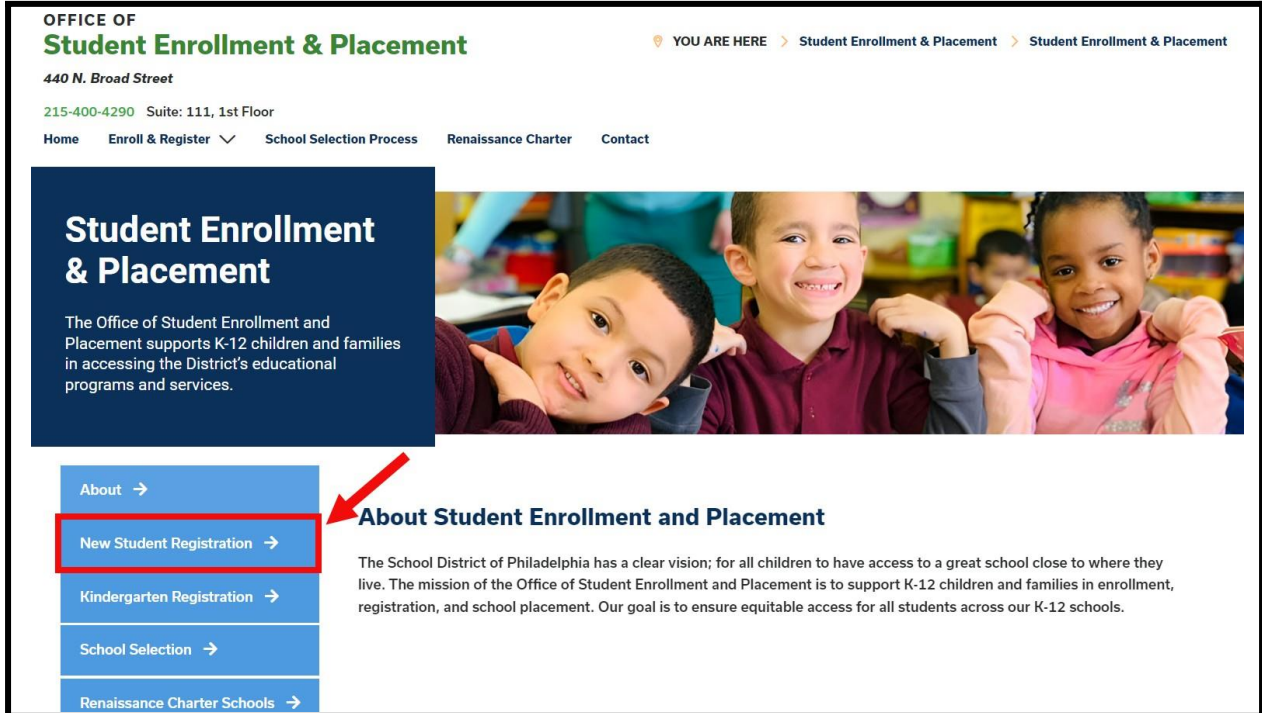 OFFICE OF
Student Enrollment & Placement
YOU ARE HERE > Student Enrollment & Placement > Student Enrollment & Placement
440 N. Broad Street
215-400-4290 Suite: 111, 1st Floor
Home Enroll & Register School Selection Process Renaissance Charter Contact
Student Enrollment
& Placement
The Office of Student Enrollment and
Placement supports K-12 children and families
in accessing the District's educational
programs and services.
About →
New Student Registration →
Kindergarten Registration →
School Selection →
Renaissance Charter Schools →
About Student Enrollment and Placement
The School District of Philadelphia has a clear vision; for all children to have access to a great school close to where they
live. The mission of the Office of Student Enrollment and Placement is to support K-12 children and families in enrollment,
registration, and school placement. Our goal is to ensure equitable access for all students across our K-12 schools.